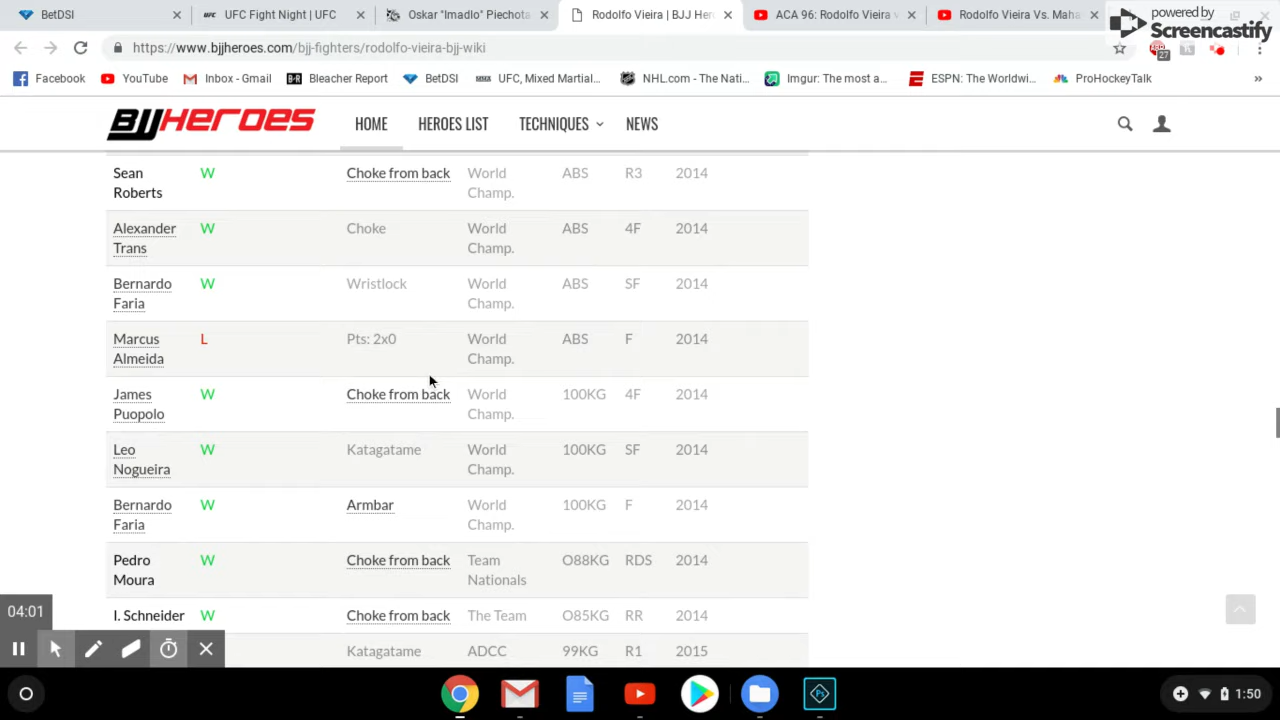 BetDSI
UFC Fight Night | UFC
Oskar "Imadlo" Piechota
Rodolfo Vieira | BJJ Her
ACA 96: Rodolfo Vieira v
Rodolfo Vieira Vs. Maha
powered by
Screencastify
https://www.bjjheroes.com/bjj-fighters/rodolfo-vieira-bjj-wiki
27
Facebook
YouTube
Inbox - Gmail
B R Bleacher Report
BetDSI
UFC, Mixed Martial...
NHL.com - The Nati...
Imgur: The most a...
ESPN: The Worldwi...
ProHockeyTalk
»
BJJHEROES
HOME HEROES LIST TECHNIQUES NEWS
Sean Roberts W Choke from back World Champ. ABS R3 2014
Alexander Trans W Choke World Champ. ABS 4F 2014
Bernardo Faria W Wristlock World Champ. ABS SF 2014
Marcus Almeida L Pts: 2x0 World Champ. ABS F 2014
James Puopolo W Choke from back World Champ. 100KG 4F 2014
Leo Nogueira W Katagatame World Champ. 100KG SF 2014
Bernardo Faria W Armbar World Champ. 100KG F 2014
Pedro Moura W Choke from back Team Nationals O88KG RDS 2014
I. Schneider W Choke from back The Team O85KG RR 2014
Katagatame ADCC 99KG R1 2015
04:01
Ps
1:50